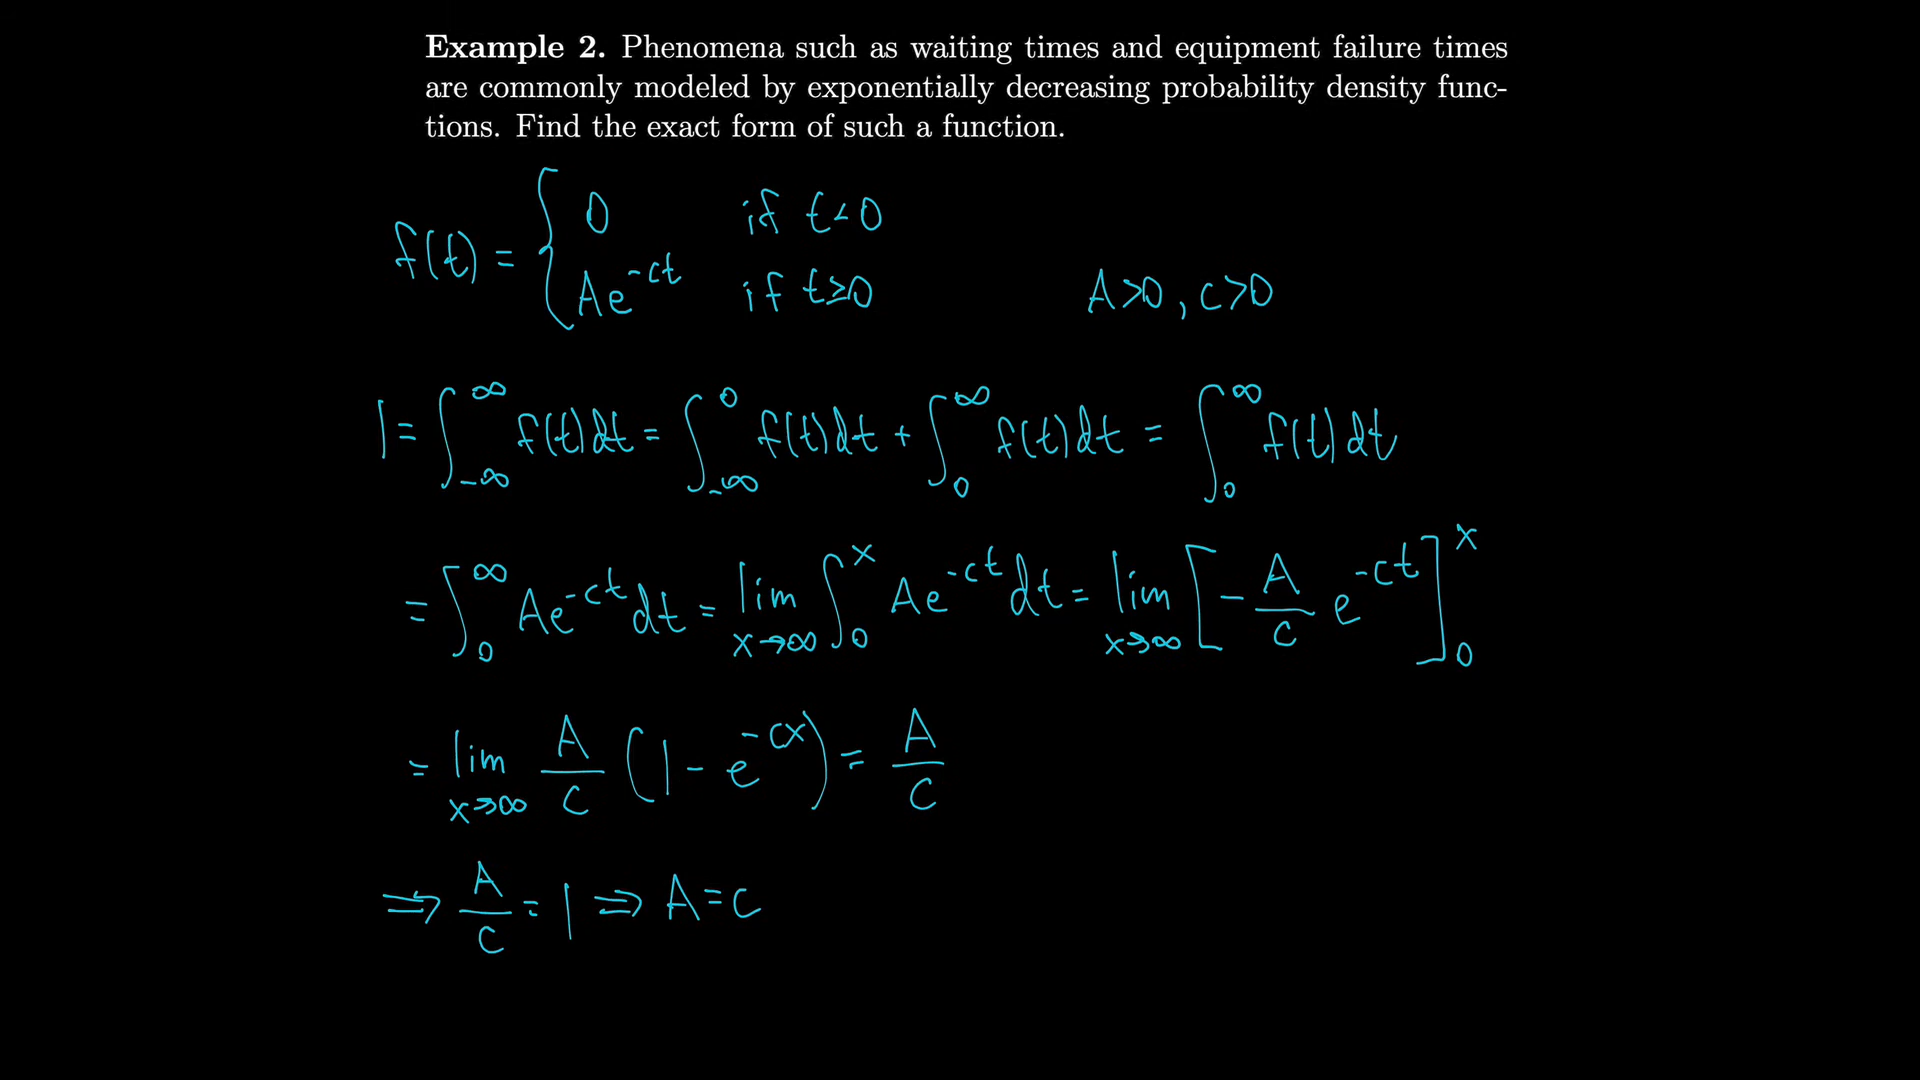 Example 2. Phenomena such as waiting times and equipment failure times
are commonly modeled by exponentially decreasing probability density func-
tions. Find the exact form of such a function.
f(t) = { 0 if t<0
Ae^{-ct} if t≥0 A>0, c>0
1 = ∫_{-∞}^{∞} f(t)dt = ∫_{-∞}^{0} f(t)dt + ∫_{0}^{∞} f(t)dt = ∫_{0}^{∞} f(t)dt
= ∫_{0}^{∞} Ae^{-ct}dt = lim_{x→∞} ∫_{0}^{x} Ae^{-ct}dt = lim_{x→∞} [-A/c e^{-ct}]_{0}^{x}
= lim_{x→∞} A/c (1 - e^{-cx}) = A/c
⇒ A/c = 1 ⇒ A = c